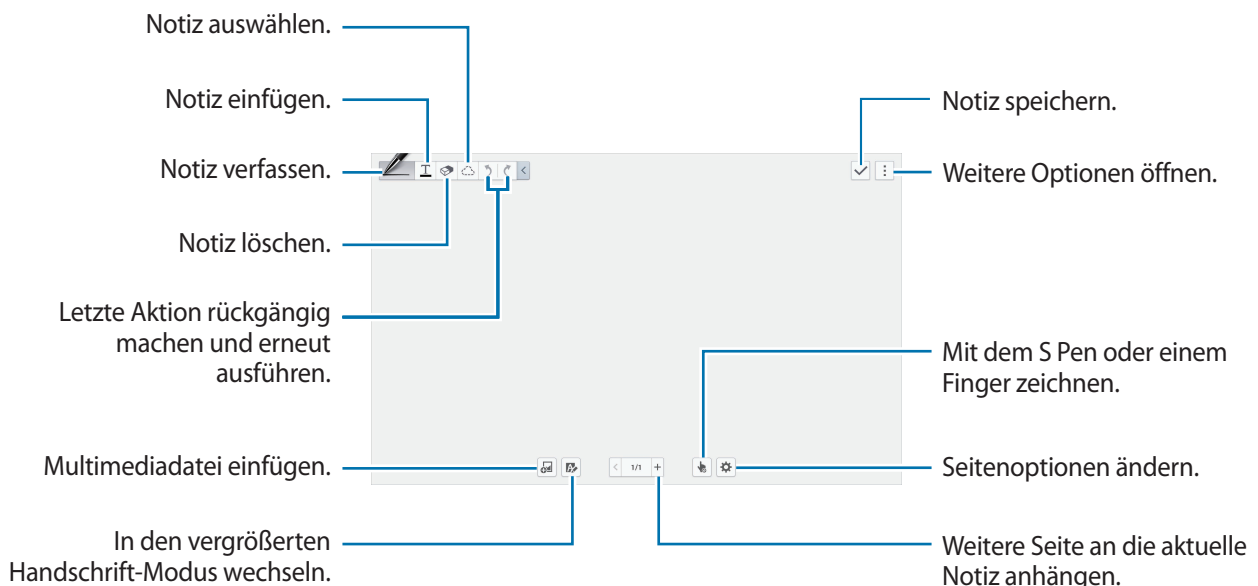 Notiz auswählen.
Notiz einfügen.
Notiz verfassen.
Notiz löschen.
Letzte Aktion rückgängig
machen und erneut
ausführen.
Multimediadatei einfügen.
In den vergrößerten
Handschrift-Modus wechseln.
T
1/1
Notiz speichern.
Weitere Optionen öffnen.
Mit dem S Pen oder einem
Finger zeichnen.
Seitenoptionen ändern.
Weitere Seite an die aktuelle
Notiz anhängen.